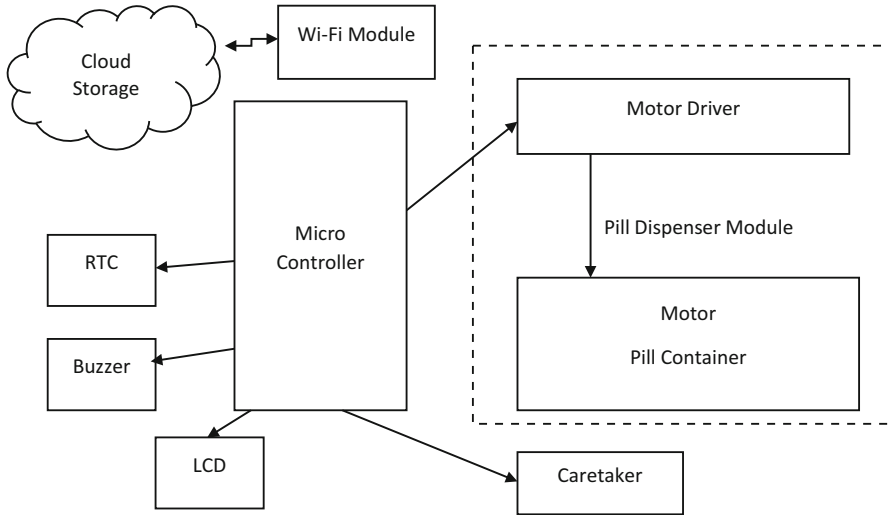 Cloud
Storage
Wi-Fi Module
Motor Driver
Micro
Controller
Pill Dispenser Module
RTC
Motor
Pill Container
Buzzer
LCD
Caretaker